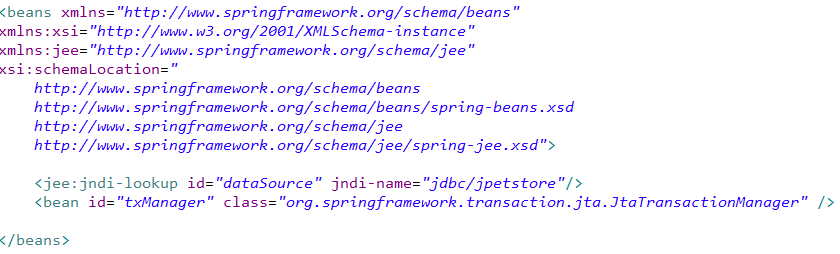 <beans xmlns="http://www.springframework.org/schema/beans"
xmlns:xsi="http://www.w3.org/2001/XMLSchema-instance"
xmlns:jee="http://www.springframework.org/schema/jee"
xsi:schemaLocation="
    http://www.springframework.org/schema/beans
    http://www.springframework.org/schema/beans/spring-beans.xsd
    http://www.springframework.org/schema/jee
    http://www.springframework.org/schema/jee/spring-jee.xsd">
    <jee:jndi-lookup id="dataSource" jndi-name="jdbc/jpetstore"/>
    <bean id="txManager" class="org.springframework.transaction.jta.JtaTransactionManager" />
</beans>